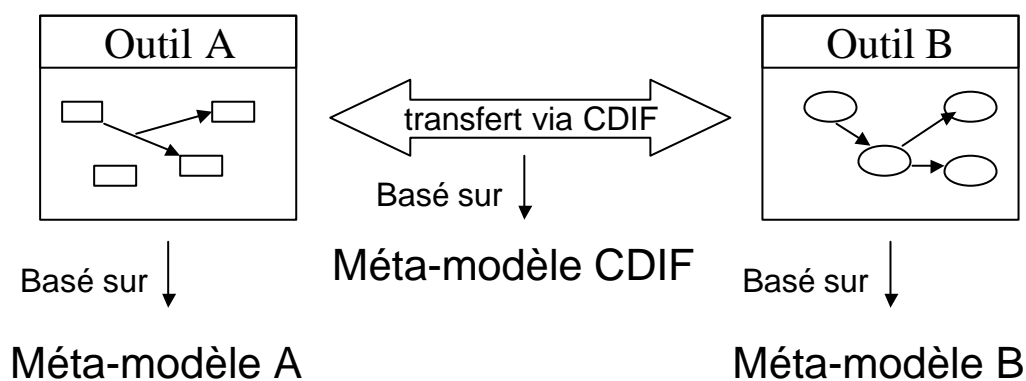 Outil A
Outil B
transfert via CDIF
Basé sur
Méta-modèle CDIF
Basé sur
Basé sur
Méta-modèle A
Méta-modèle B